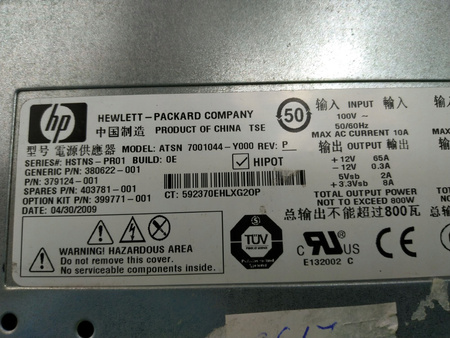 hp
HEWLETT-PACKARD COMPANY
中国制造 PRODUCT OF CHINA TSE
型号 電源供應器 MODEL: ATSN 7001044-Y000 REV: P
SERIES#: HSTNS-PR01 BUILD: 0E
GENERIC P/N: 380622-001
P/N: 379124-001
SPARES P/N: 403781-001
OPTION KIT P/N: 399771-001
DATE: 04/30/2009
HIPOT
CT: 592370EHLXG20P
WARNING! HAZARDOUS AREA
Do not remove this cover.
No serviceable components inside.
50
输入 INPUT 輸入
100V ~
50/60Hz
MAX AC CURRENT 10A
输出 OUTPUT 輸出
+12V 65A
-12V 0.3A
5Vsb 2A
+3.3Vsb 8A
TOTAL OUTPUT POWER
NOT TO EXCEED 800W
总输出不能超过800瓦
TÜV
C RU US
E132002 C
CE